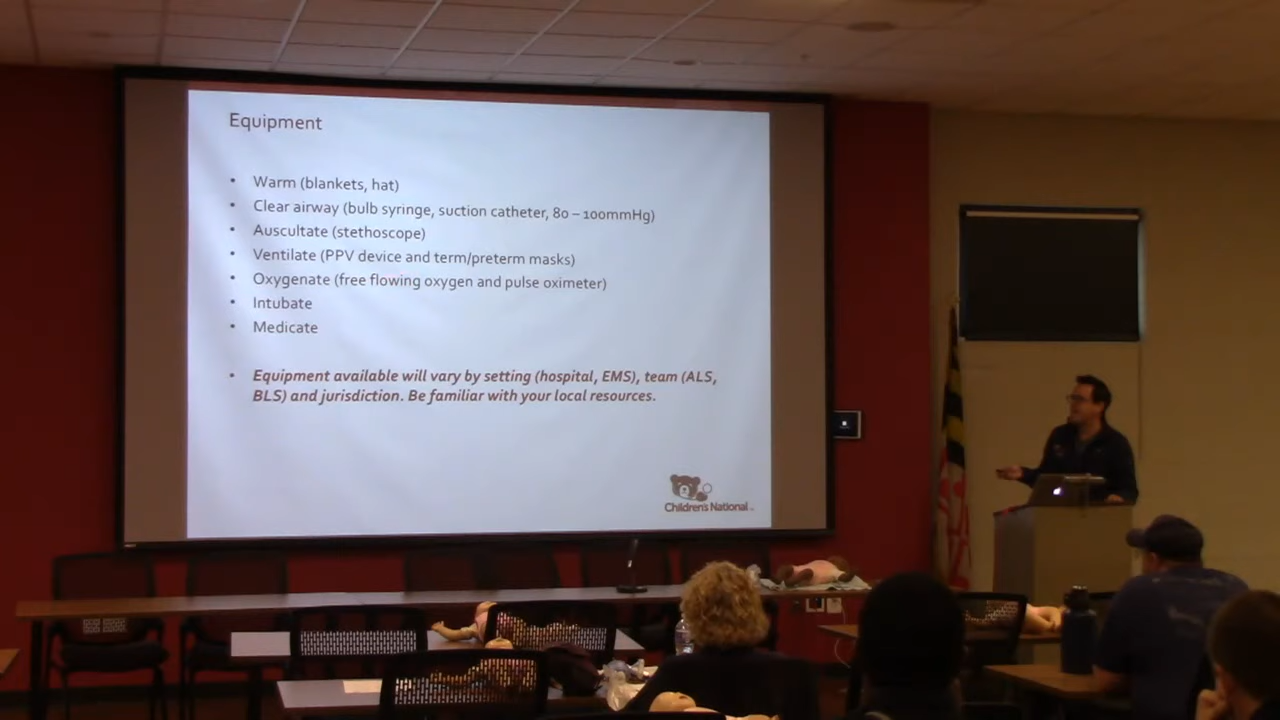 Equipment
• Warm (blankets, hat)
• Clear airway (bulb syringe, suction catheter, 80 – 100mmHg)
• Auscultate (stethoscope)
• Ventilate (PPV device and term/preterm masks)
• Oxygenate (free flowing oxygen and pulse oximeter)
• Intubate
• Medicate
• Equipment available will vary by setting (hospital, EMS), team (ALS,
BLS) and jurisdiction. Be familiar with your local resources.
Children's National